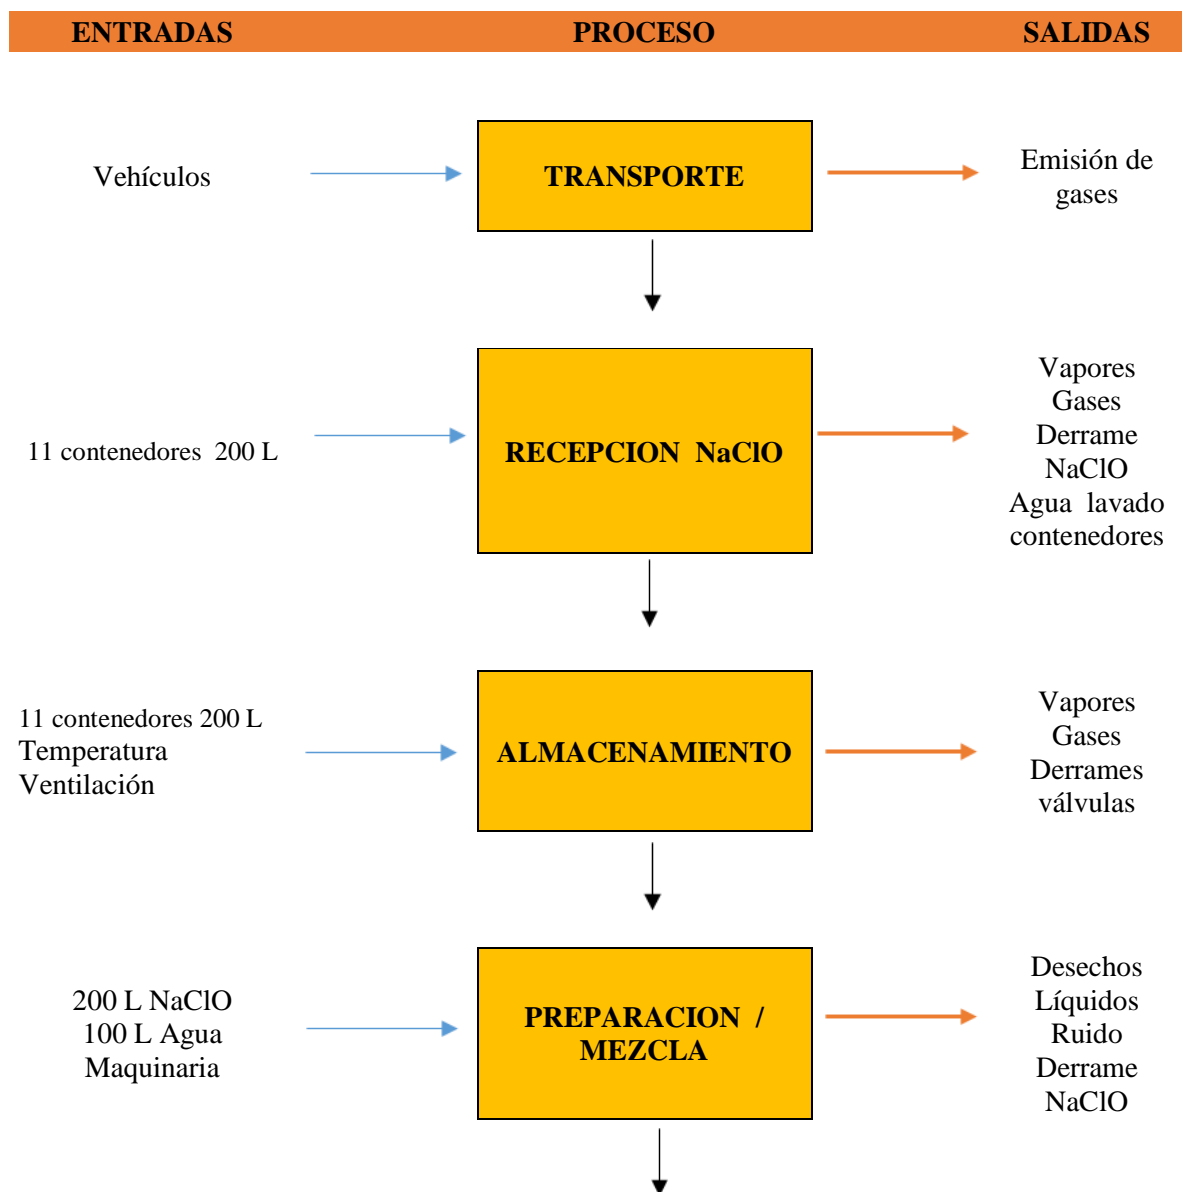 ENTRADAS PROCESO SALIDAS
Vehículos
TRANSPORTE
Emisión de
gases
11 contenedores 200 L
RECEPCION NaClO
Vapores
Gases
Derrame
NaClO
Agua lavado
contenedores
11 contenedores 200 L
Temperatura
Ventilación
ALMACENAMIENTO
Vapores
Gases
Derrames
válvulas
200 L NaClO
100 L Agua
Maquinaria
PREPARACION /
MEZCLA
Desechos
Líquidos
Ruido
Derrame
NaClO